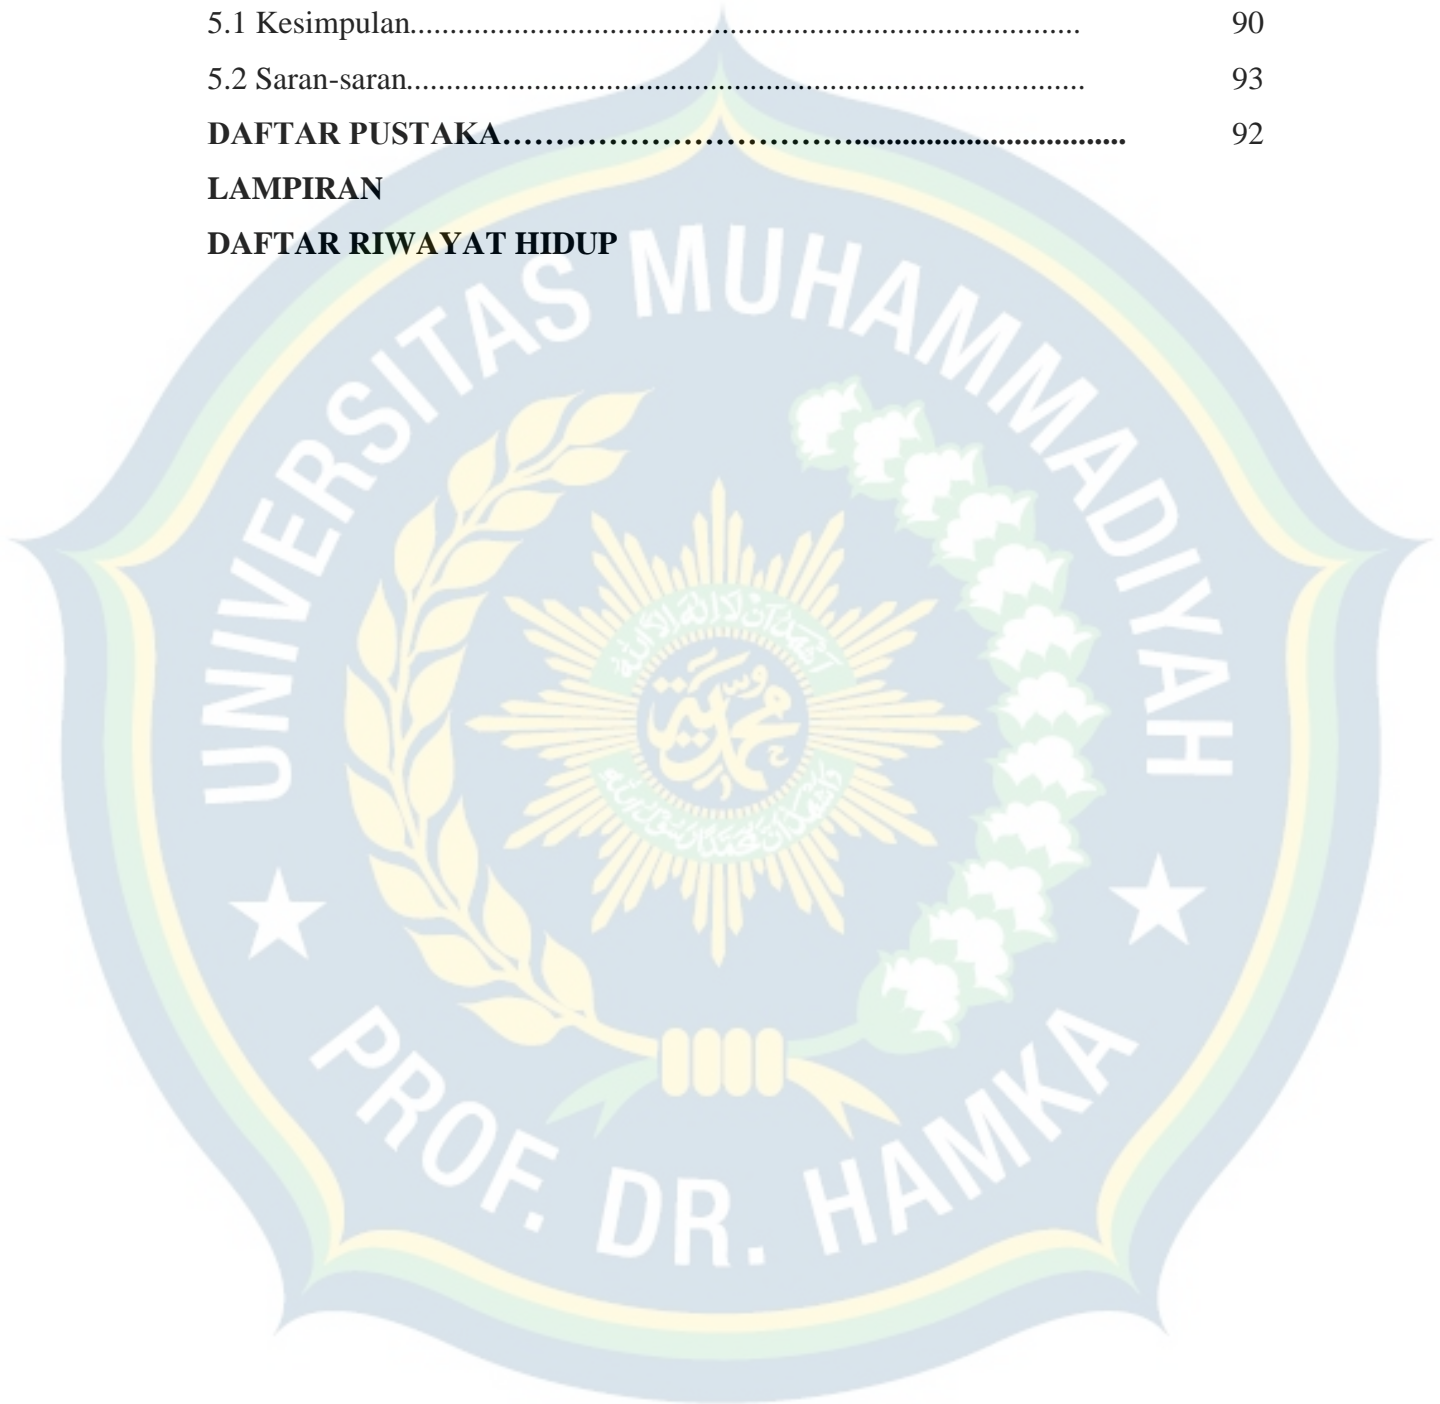 5.1 Kesimpulan.................................................................................... 90
5.2 Saran-saran..................................................................................... 93
DAFTAR PUSTAKA………………………………................................... 92
LAMPIRAN
DAFTAR RIWAYAT HIDUP
UNIVERSITAS MUHAMMADIYAH
PROF. DR. HAMKA